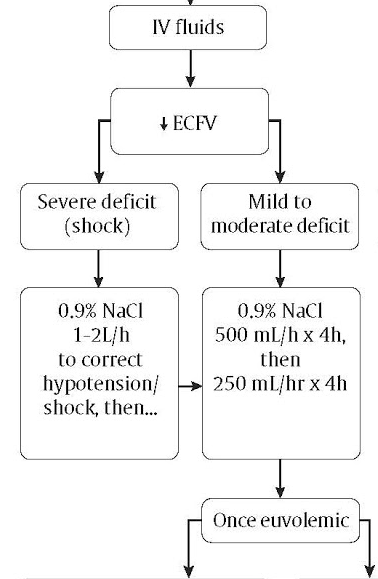 IV fluids
↓ ECFV
Severe deficit
(shock)
Mild to
moderate deficit
0.9% NaCl
1–2L/h
to correct
hypotension/
shock, then...
0.9% NaCl
500 mL/h x 4h,
then
250 mL/hr x 4h
Once euvolemic